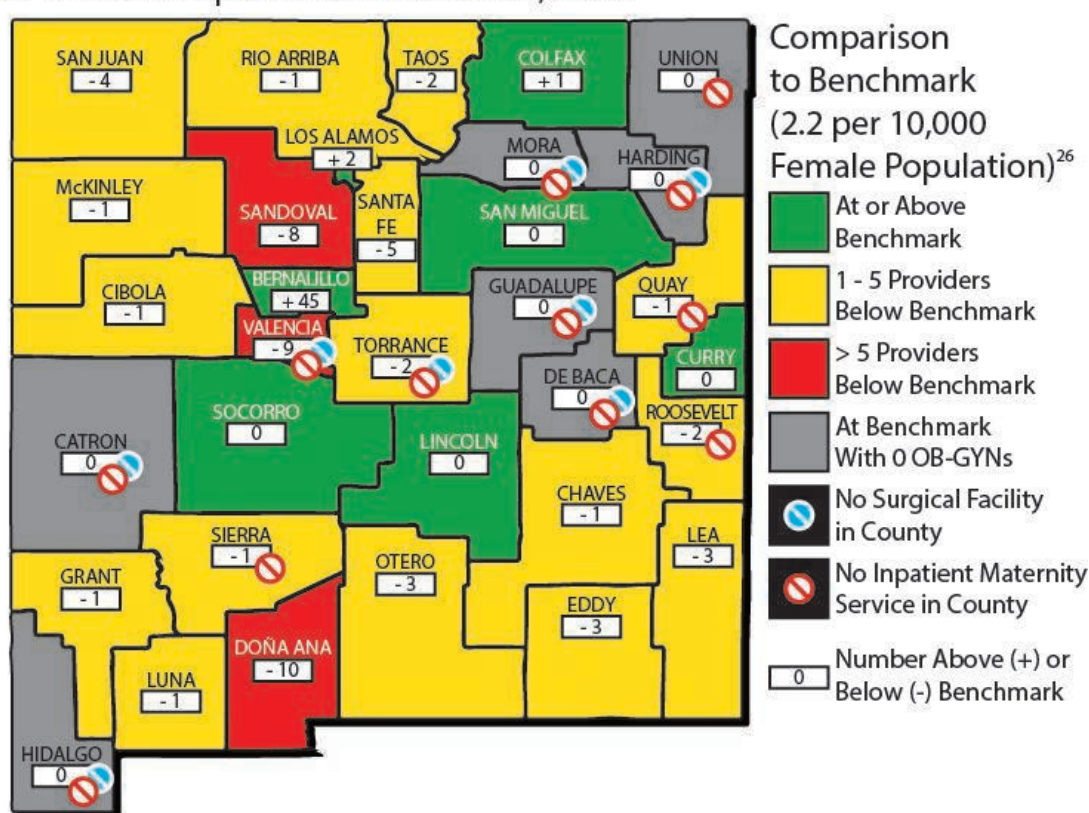 SAN JUAN
- 4
RIO ARRIBA
- 1
TAOS
- 2
COLFAX
+ 1
UNION
0
LOS ALAMOS
+ 2
MORA
0
HARDING
0
McKINLEY
- 1
SANDOVAL
- 8
SANTA
FE
- 5
SAN MIGUEL
0
CIBOLA
- 1
BERNALILLO
+ 45
GUADALUPE
0
QUAY
- 1
VALENCIA
- 9
TORRANCE
- 2
CURRY
0
DE BACA
0
ROOSEVELT
- 2
CATRON
0
SOCORRO
0
LINCOLN
0
CHAVES
- 1
SIERRA
- 1
OTERO
- 3
LEA
- 3
GRANT
- 1
EDDY
- 3
DOÑA ANA
- 10
LUNA
- 1
HIDALGO
0
Comparison
to Benchmark
(2.2 per 10,000
Female Population)26
At or Above
Benchmark
1 - 5 Providers
Below Benchmark
> 5 Providers
Below Benchmark
At Benchmark
With 0 OB-GYNs
No Surgical Facility
in County
No Inpatient Maternity
Service in County
0
Number Above (+) or
Below (-) Benchmark